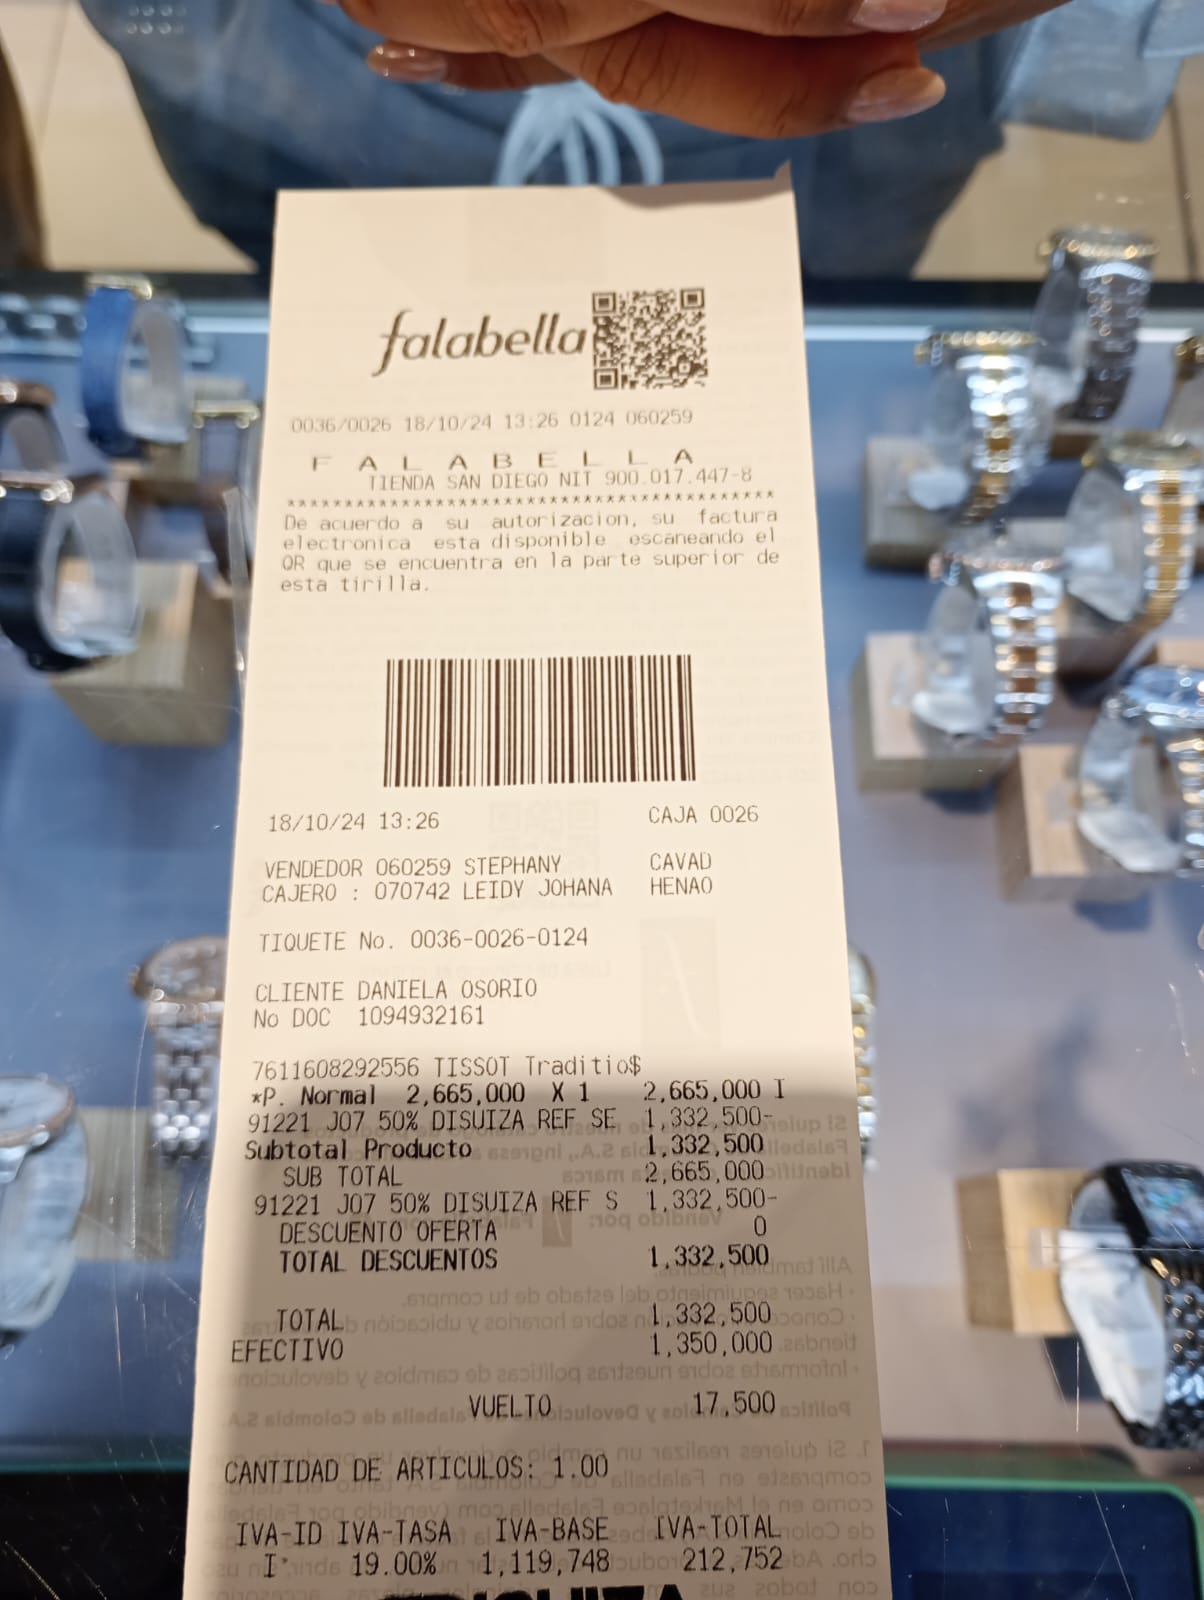 falabella
0036/0026 18/10/24 13:26 0124 060259
F A L A B E L L A
TIENDA SAN DIEGO NIT 900.017.447-8
******************************************
De acuerdo a su autorizacion, su factura
electronica esta disponible escaneando el
QR que se encuentra en la parte superior de
esta tirilla.
18/10/24 13:26 CAJA 0026
VENDEDOR 060259 STEPHANY CAVAD
CAJERO : 070742 LEIDY JOHANA HENAO
TIQUETE No. 0036-0026-0124
CLIENTE DANIELA OSORIO
No DOC 1094932161
7611608292556 TISSOT Traditio$
*P. Normal 2,665,000 X 1 2,665,000 I
91221 J07 50% DISUIZA REF SE 1,332,500-
Subtotal Producto 1,332,500
SUB TOTAL 2,665,000
91221 J07 50% DISUIZA REF S 1,332,500-
DESCUENTO OFERTA 0
TOTAL DESCUENTOS 1,332,500
TOTAL 1,332,500
EFECTIVO 1,350,000
VUELTO 17,500
CANTIDAD DE ARTICULOS: 1.00
IVA-ID IVA-TASA IVA-BASE IVA-TOTAL
I* 19.00% 1,119,748 212,752